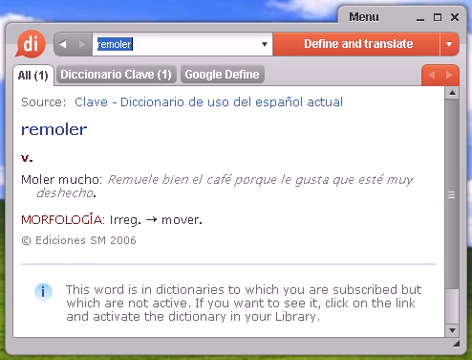 Menu
di
remoler
Define and translate
All (1)
Diccionario Clave (1)
Google Define
Source: Clave - Diccionario de uso del español actual
remoler
v.
Moler mucho: Remuele bien el café porque le gusta que esté muy
deshecho.
MORFOLOGÍA: Irreg. → mover.
© Ediciones SM 2006
i
This word is in dictionaries to which you are subscribed but
which are not active. If you want to see it, click on the link
and activate the dictionary in your Library.